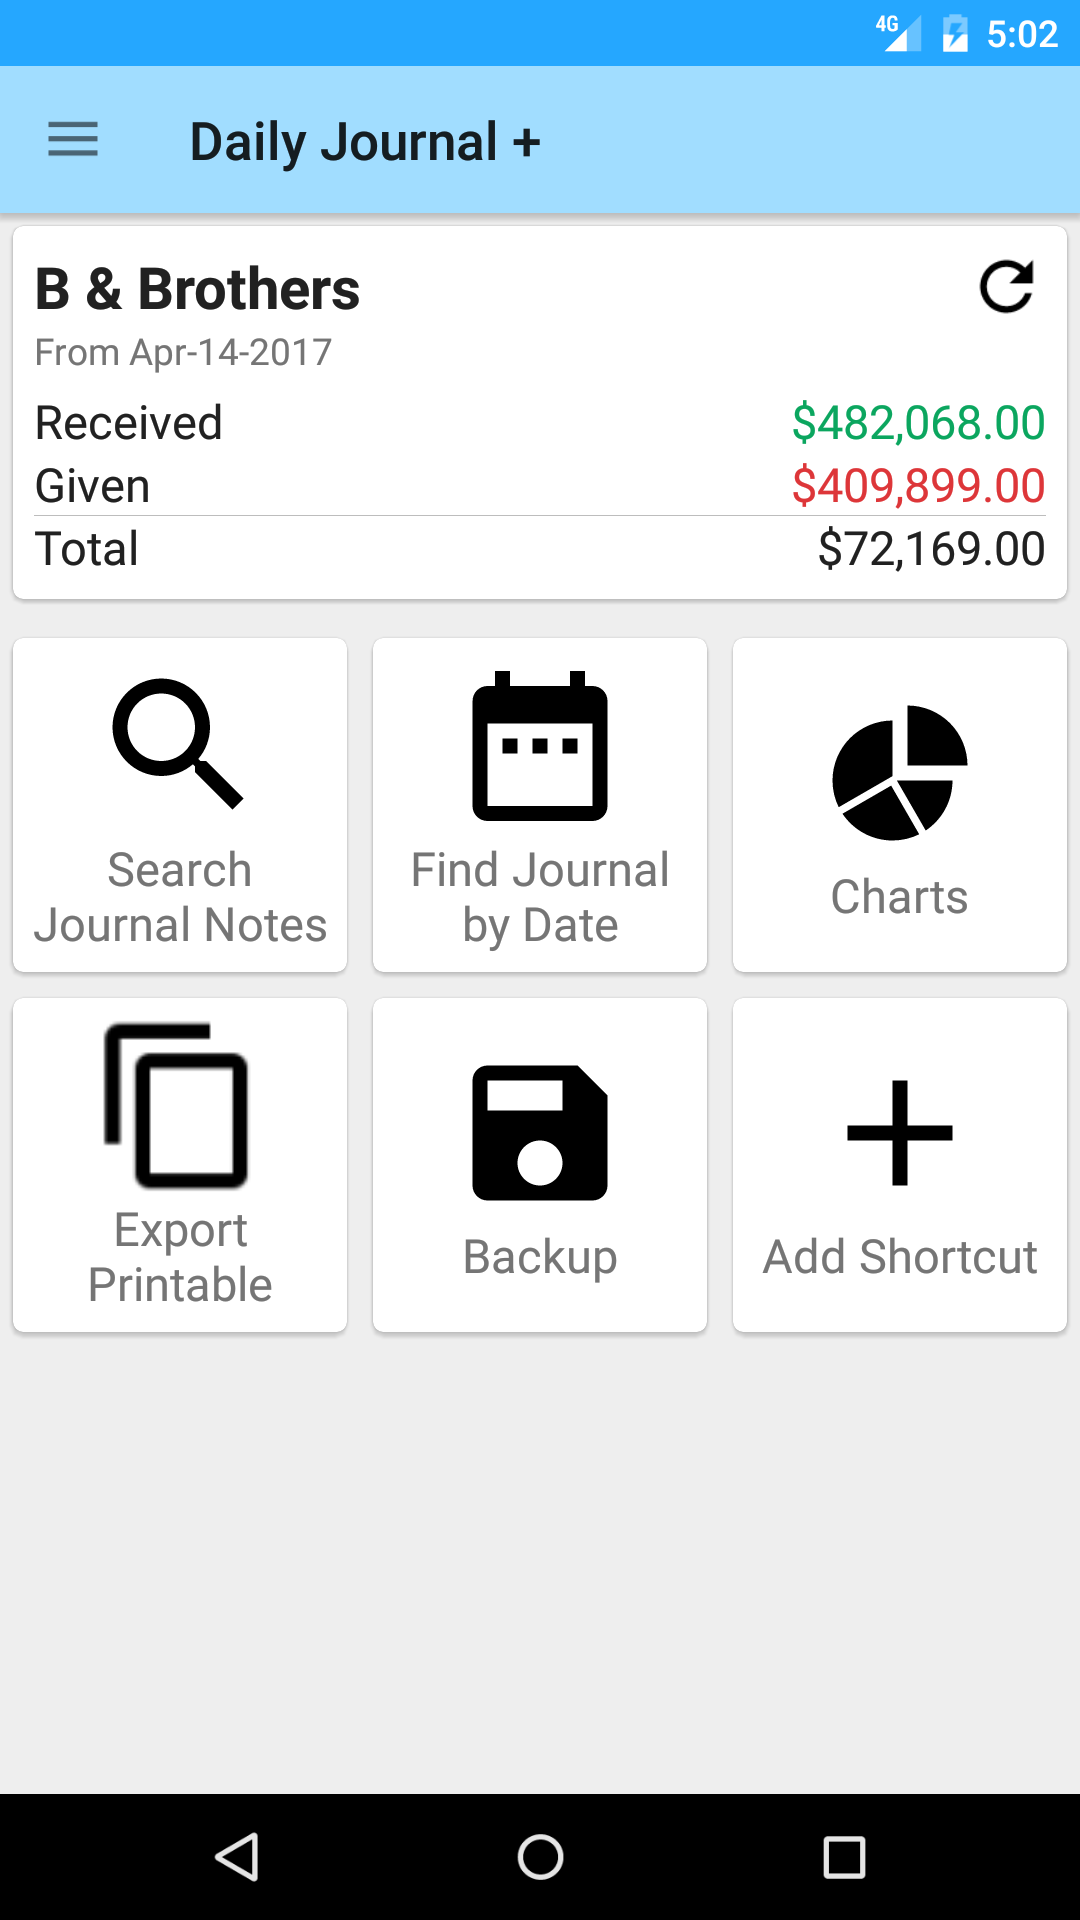 4G 5:02
Daily Journal +
B & Brothers
From Apr-14-2017
Received $482,068.00
Given $409,899.00
Total $72,169.00
Search
Journal Notes
Find Journal
by Date
Charts
Export
Printable
Backup
Add Shortcut